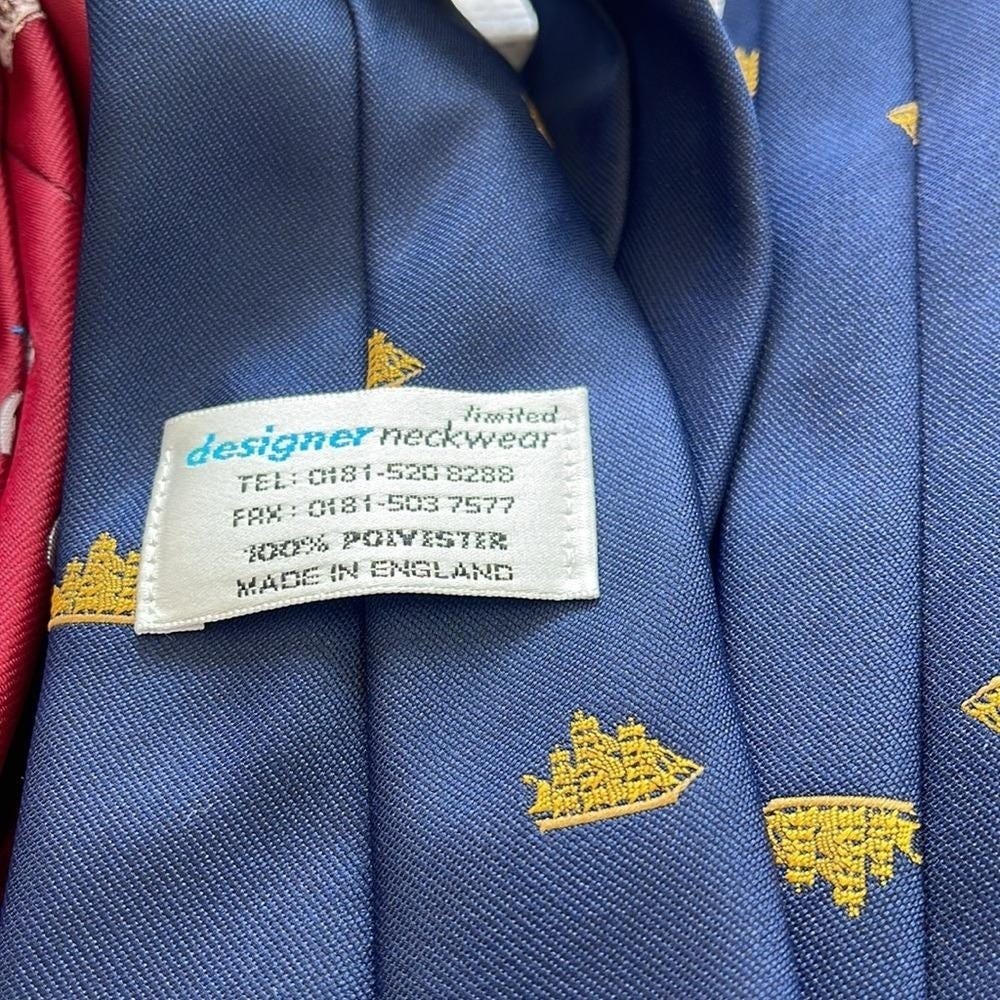 limited
designer neckwear
TEL: 0181-520 8288
FAX: 0181-503 7577
100% POLYESTER
MADE IN ENGLAND